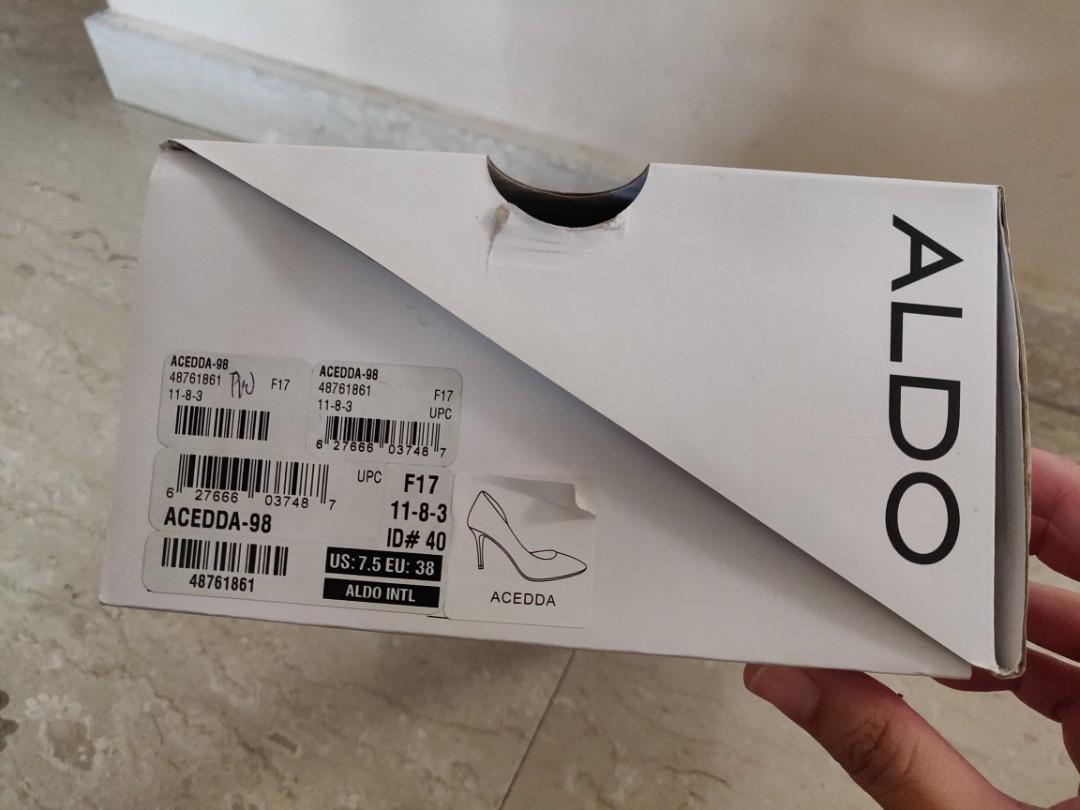 ALDO
ACEDDA-98
48761861 F17
11-8-3
ACEDDA-98
48761861
F17
11-8-3
UPC
6 27666 03748 7
UPC
F17
6 27666 03748 7
11-8-3
ACEDDA-98
ID# 40
US: 7.5 EU: 38
48761861
ALDO INTL
ACEDDA